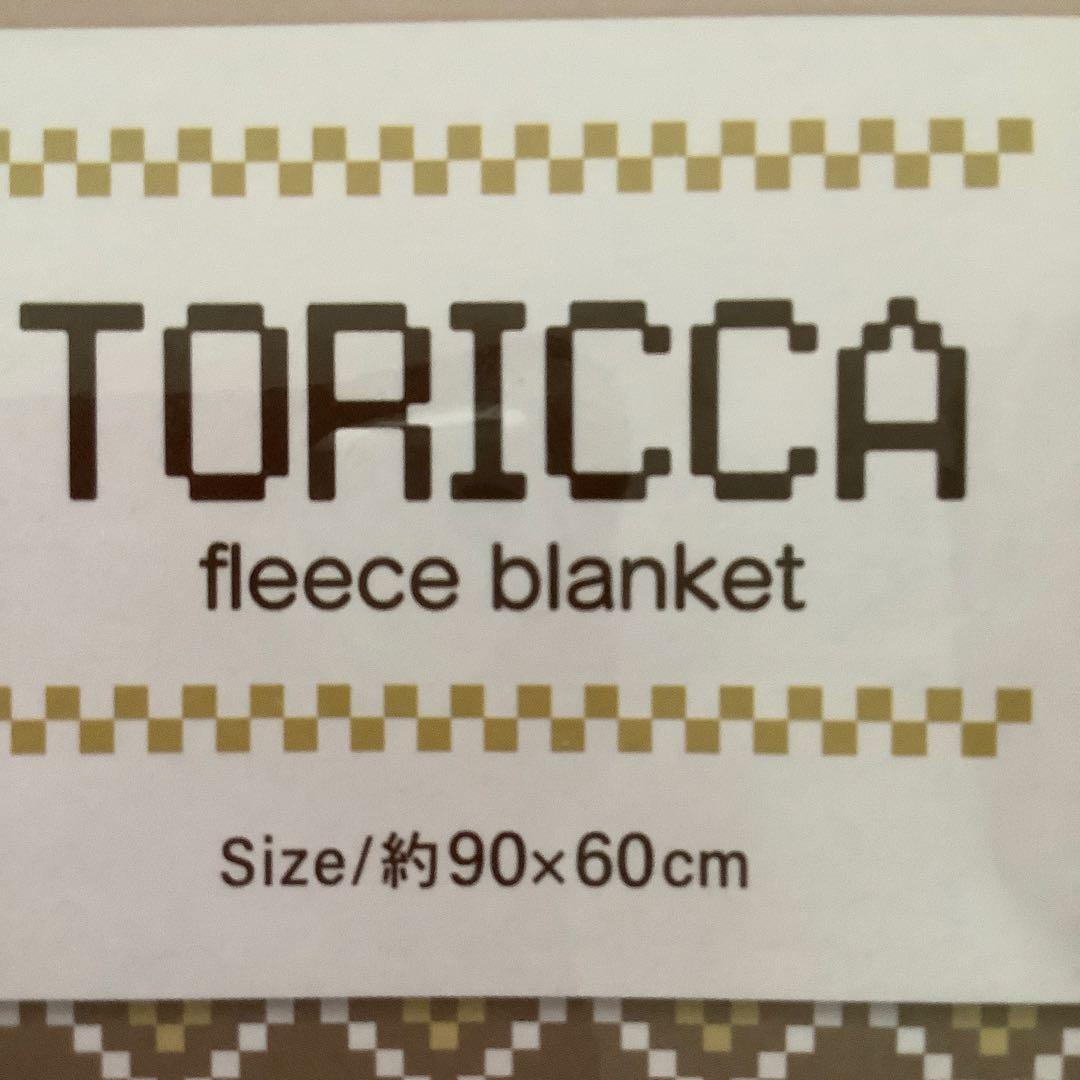 TORICCA
fleece blanket
Size/約90×60cm